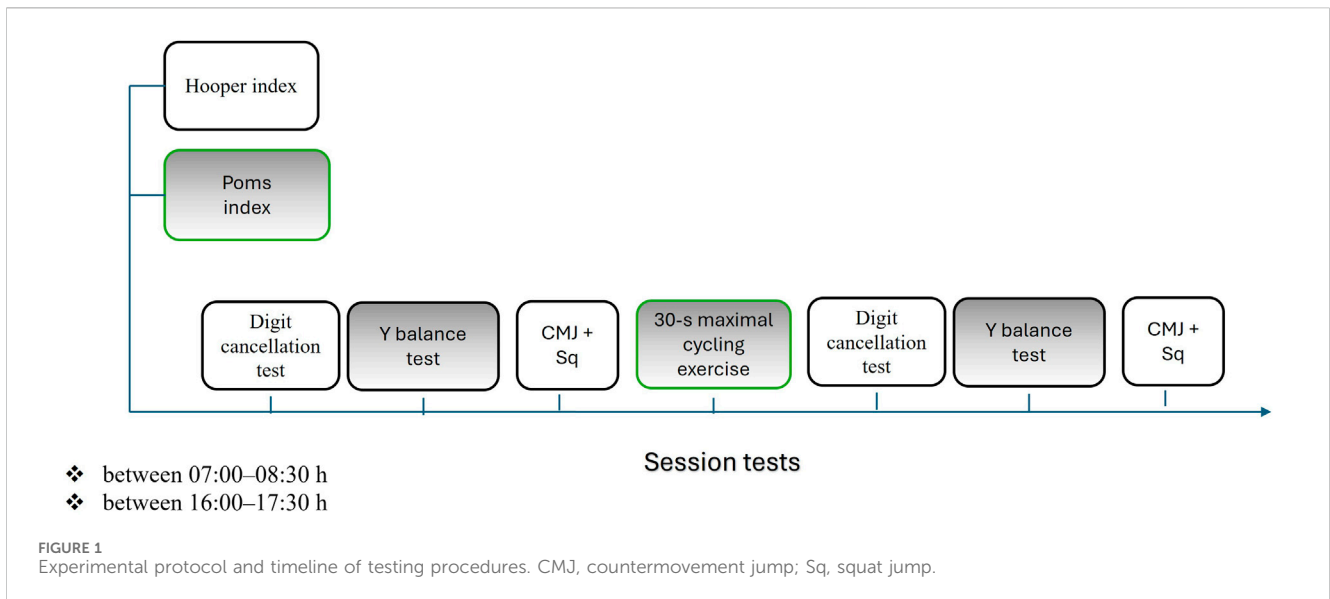 Hooper index
Poms
index
Digit
cancellation
test
Y balance
test
CMJ +
Sq
30-s maximal
cycling
exercise
Digit
cancellation
test
Y balance
test
CMJ +
Sq
Session tests
❖ between 07:00–08:30 h
❖ between 16:00–17:30 h
FIGURE 1
Experimental protocol and timeline of testing procedures. CMJ, countermovement jump; Sq, squat jump.